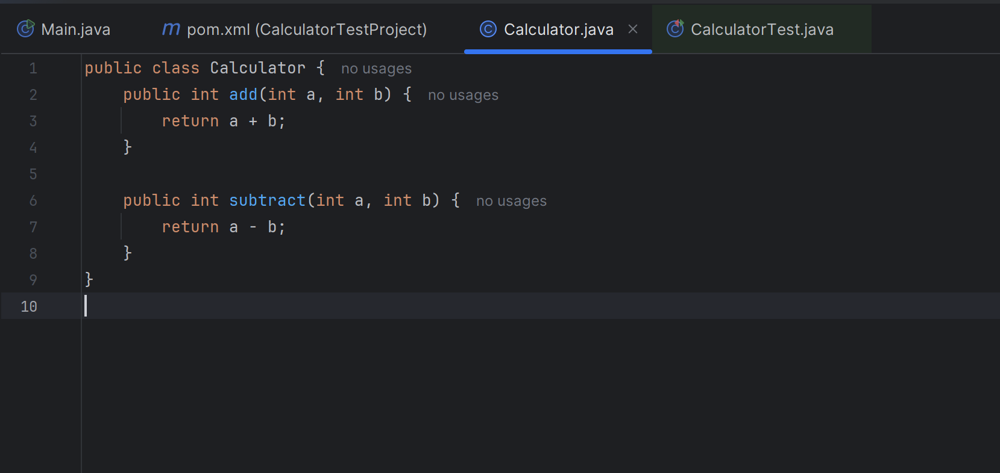 Main.java m pom.xml (CalculatorTestProject) Calculator.java × CalculatorTest.java
1 public class Calculator { no usages
2     public int add(int a, int b) { no usages
3         return a + b;
4     }
5
6     public int subtract(int a, int b) { no usages
7         return a - b;
8     }
9 }
10